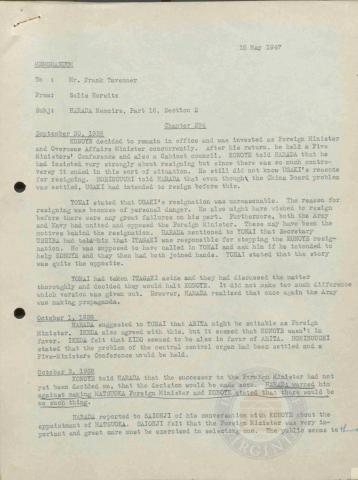 15 May 1947
MEMORANDUM
To : Mr. Frank Tavenner
From: Solis Horwitz
Subj: HARADA Memoirs, Part 16, Section 2
Chapter 294
September 30, 1938
KONOYE decided to remain in office and was invested as Foreign Minister
and Overseas Affairs Minister concurrently. After his return, he held a Five
Ministers' Conference and also a Cabinet council. KONOYE told HARADA that he
had insisted very strongly about resigning but since there was so much contro-
versy it ended in this sort of situation. He still did not know UGAKI's reasons
for resigning. HORINOUCHI told HARADA that even thought the China Board problem
was settled, UGAKI had intended to resign before this.
YONAI stated that UGAKI's resignation was unreasonable. The reason for
resigning was because of personal danger. He also might have wished to resign
before there were any great failures on his part. Furthermore, both the Army
and Navy had united and opposed the Foreign Minister. These may have been the
motives behind the resignation. HARADA mentioned to YONAI that Secretary
USHIBA had told him that ITAGAKI was responsible for stopping the KONOYE resig-
nation. He was supposed to have called in YONAI and ask him if he intended to
help KONOYE and they then had both joined hands. YONAI stated that the story
was quite the opposite.
YONAI had taken ITAGAKI aside and they had discussed the matter
thoroughly and decided they would halt KONOYE. It did not make too much difference
which version was given out. However, HARADA realized that once again the Army
was making propaganda.
October 1, 1938
HARADA suggested to YONAI that ARITA might be suitable as Foreign
Minister. IKEDA also agreed with this, but it seemed that KONOYE wasn't in
favor. IKEDA felt that KIDO seemed to be also in favor of ARITA. HORINOUCHI
stated that the problem of the central control organ had been settled and a
Five-Ministers Conference would be held.
October 2, 1938
KONOYE told HARADA that the successor to the Foreign Minister had not
yet been decided on, that the decision would be made soon. HARADA warned him
against making MATSUOKA Foreign Minister and KONOYE stated that there would be
no such thing.
HARADA reported to SAIONJI of his conversation with KONOYE about the
appointment of MATSUOKA. SAIONJI felt that the Foreign Minister was very im-
portant and great care must be exercised in selecting one. The public seems to